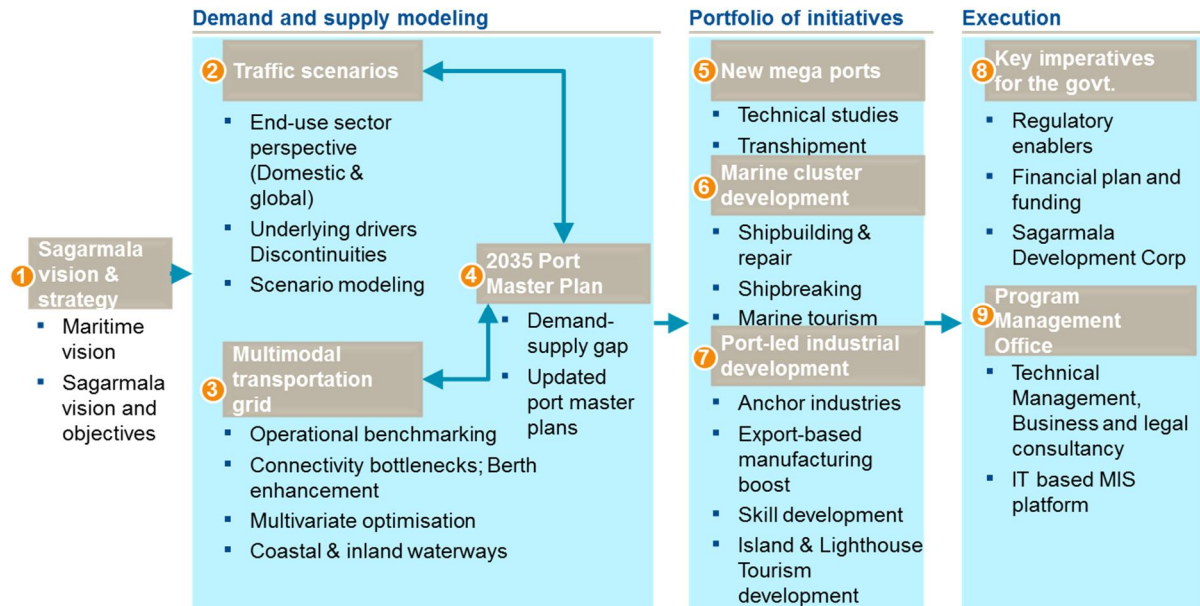 Demand and supply modeling
Portfolio of initiatives
Execution
1
Sagarmala
vision &
strategy
▪ Maritime
vision
▪ Sagarmala
vision and
objectives
2
Traffic scenarios
▪ End-use sector
perspective
(Domestic &
global)
▪ Underlying drivers
Discontinuities
▪ Scenario modeling
3
Multimodal
transportation
grid
▪ Operational benchmarking
▪ Connectivity bottlenecks; Berth
enhancement
▪ Multivariate optimisation
▪ Coastal & inland waterways
4
2035 Port
Master Plan
▪ Demand-
supply gap
▪ Updated
port master
plans
5
New mega ports
▪ Technical studies
▪ Transhipment
6
Marine cluster
development
▪ Shipbuilding &
repair
▪ Shipbreaking
▪ Marine tourism
7
Port-led industrial
development
▪ Anchor industries
▪ Export-based
manufacturing
boost
▪ Skill development
▪ Island & Lighthouse
Tourism
development
8
Key imperatives
for the govt.
▪ Regulatory
enablers
▪ Financial plan and
funding
▪ Sagarmala
Development Corp
9
Program
Management
Office
▪ Technical
Management,
Business and legal
consultancy
▪ IT based MIS
platform